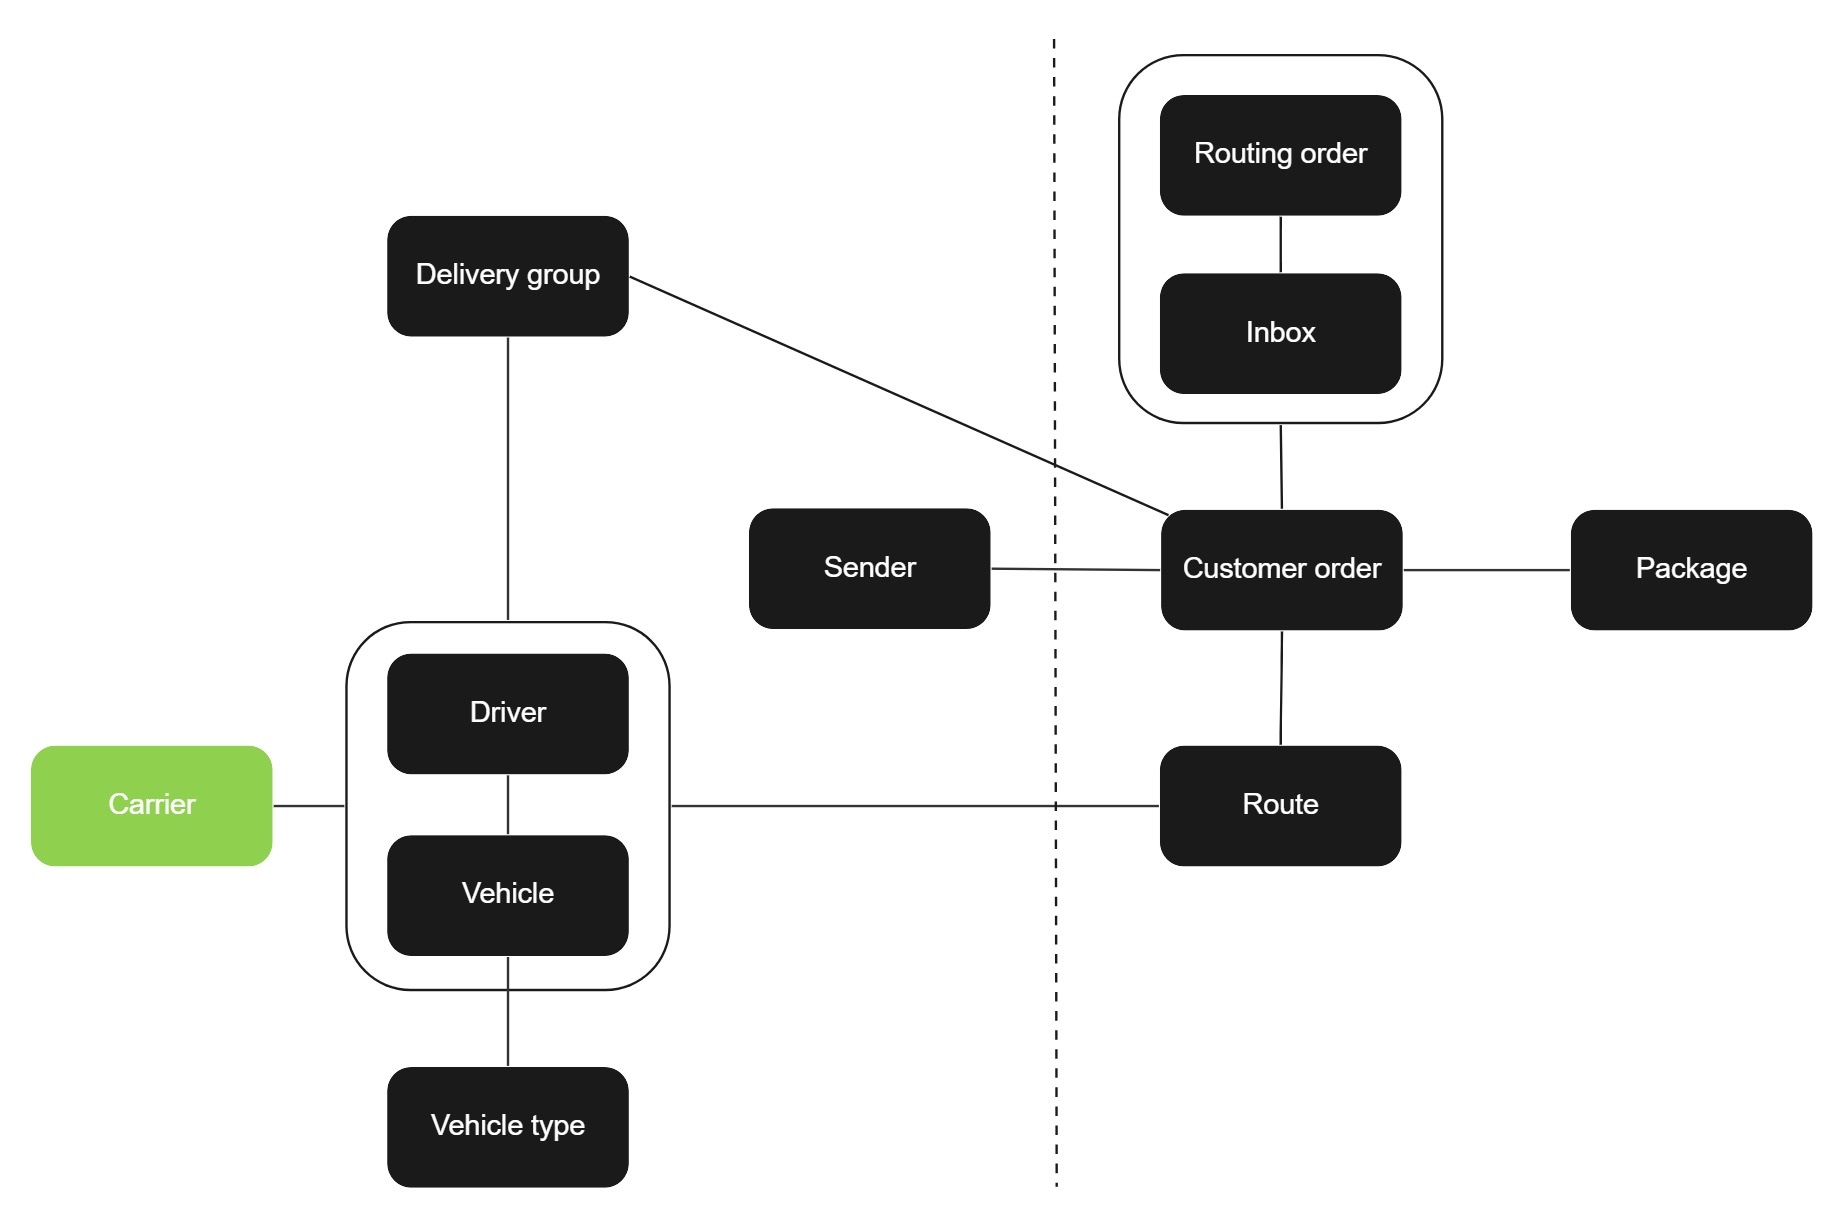 Routing order
Delivery group
Inbox
Sender
Customer order
Package
Driver
Carrier
Route
Vehicle
Vehicle type